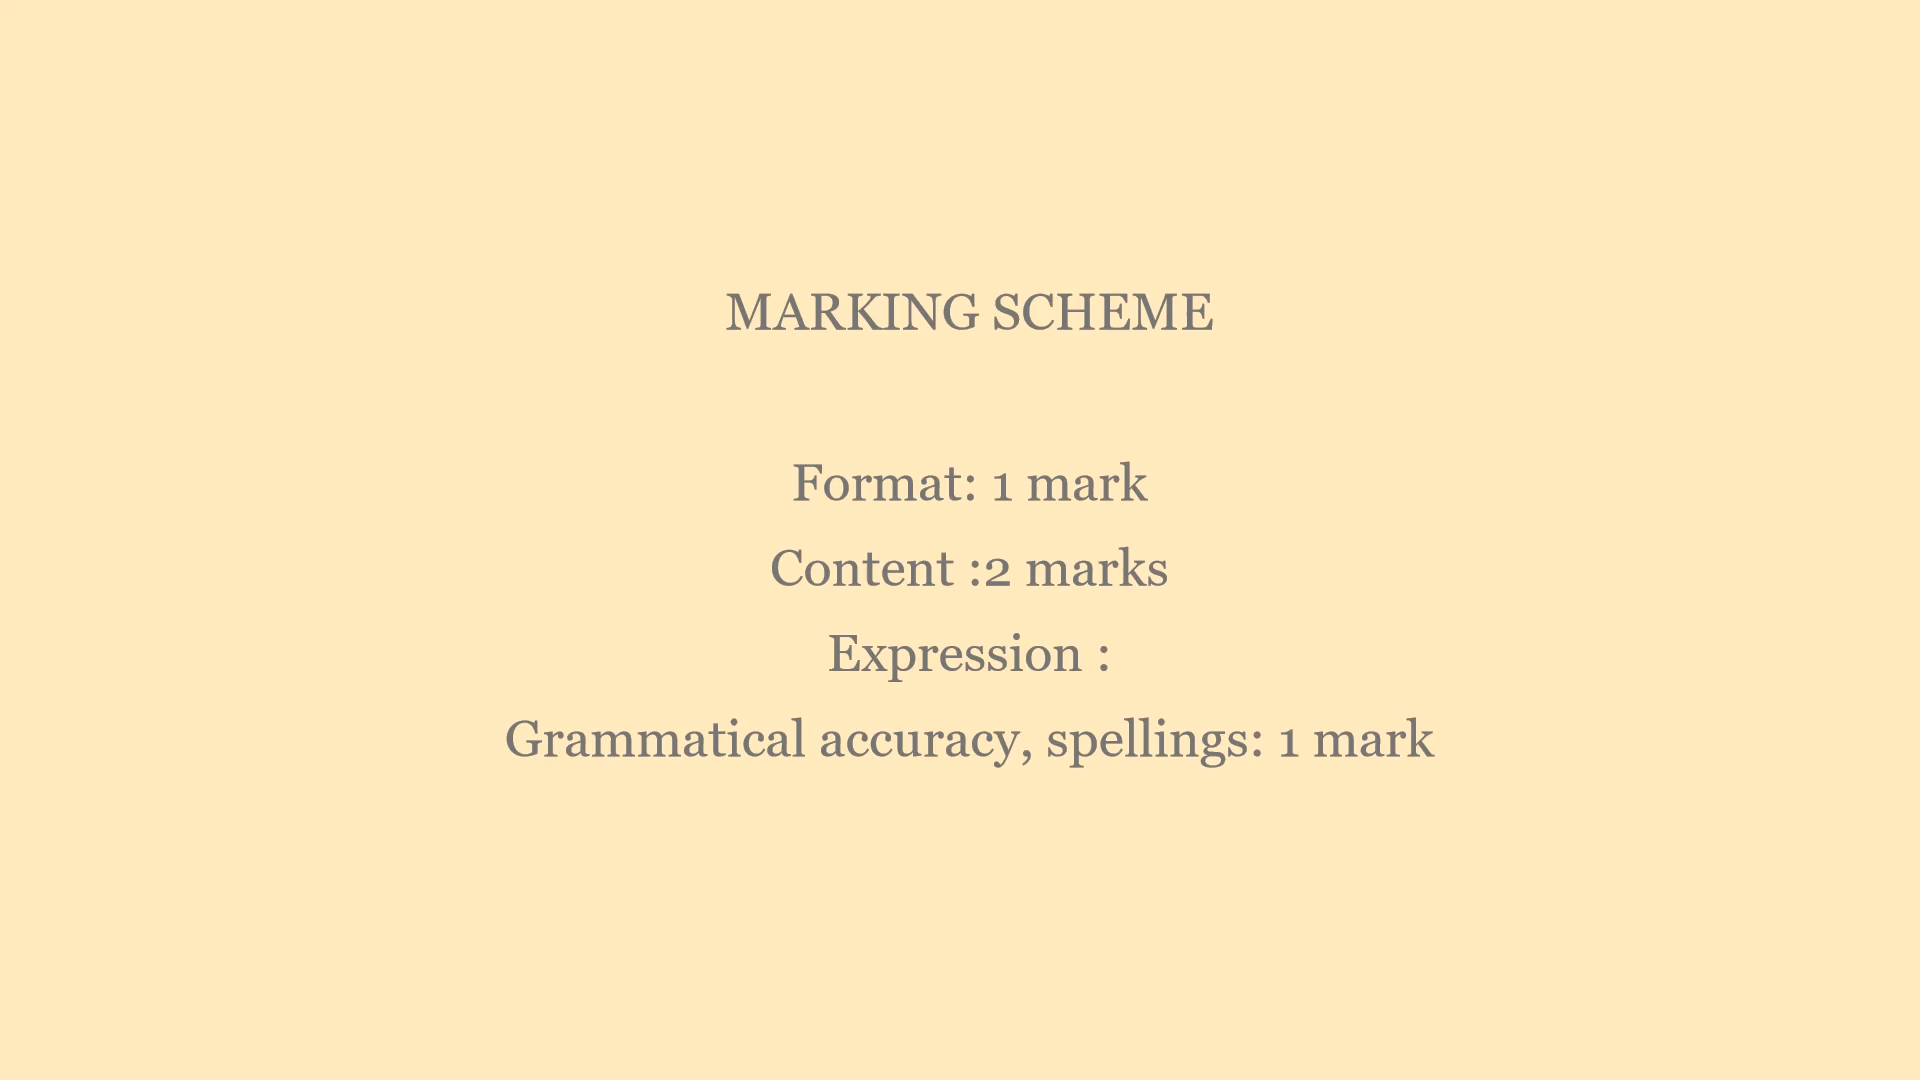 MARKING SCHEME
Format: 1 mark
Content :2 marks
Expression :
Grammatical accuracy, spellings: 1 mark